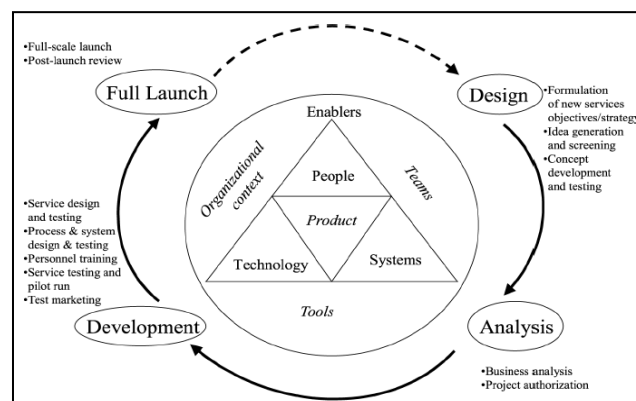 •Full-scale launch
•Post-launch review
Full Launch
Design
•Formulation
of new services
objectives/strategy
•Idea generation
and screening
•Concept
development
and testing
Enablers
Organizational
context
Teams
People
Product
Technology
Systems
Tools
•Service design
and testing
•Process & system
design & testing
•Personnel training
•Service testing and
pilot run
•Test marketing
Development
Analysis
•Business analysis
•Project authorization